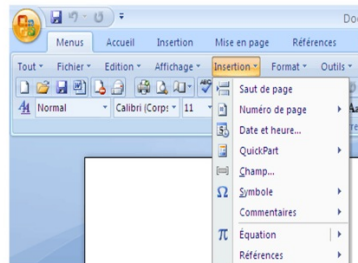 Do
Menus Accueil Insertion Mise en page Références
Tout Fichier Edition Affichage Insertion Format Outils
Normal Calibri (Corps 11
Saut de page
Numéro de page
Date et heure...
QuickPart
Champ...
Symbole
Commentaires
Équation
Références